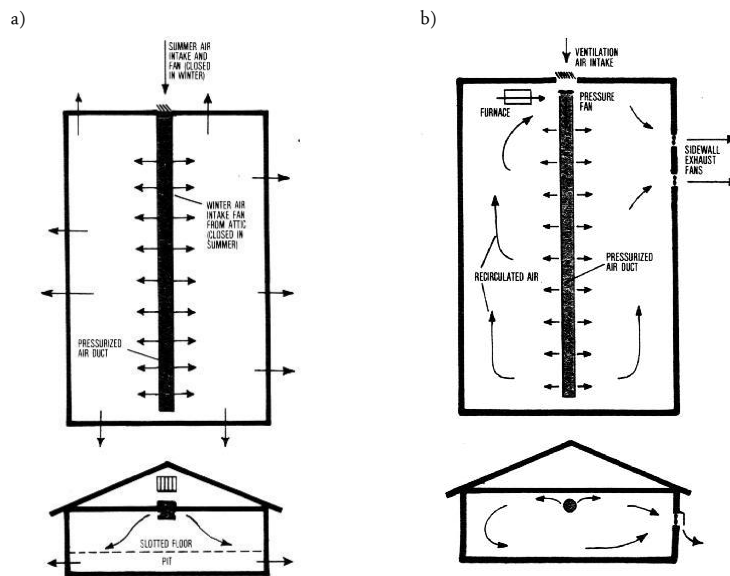 a)
SUMMER AIR
INTAKE AND
FAN (CLOSED
IN WINTER)
WINTER AIR
INTAKE FAN
FROM ATTIC
(CLOSED IN
SUMMER)
PRESSURIZED
AIR DUCT
SLOTTED FLOOR
PIT
b)
VENTILATION
AIR INTAKE
FURNACE
PRESSURE
FAN
SIDEWALL
EXHAUST
FANS
RECIRCULATED AIR
PRESSURIZED
AIR DUCT